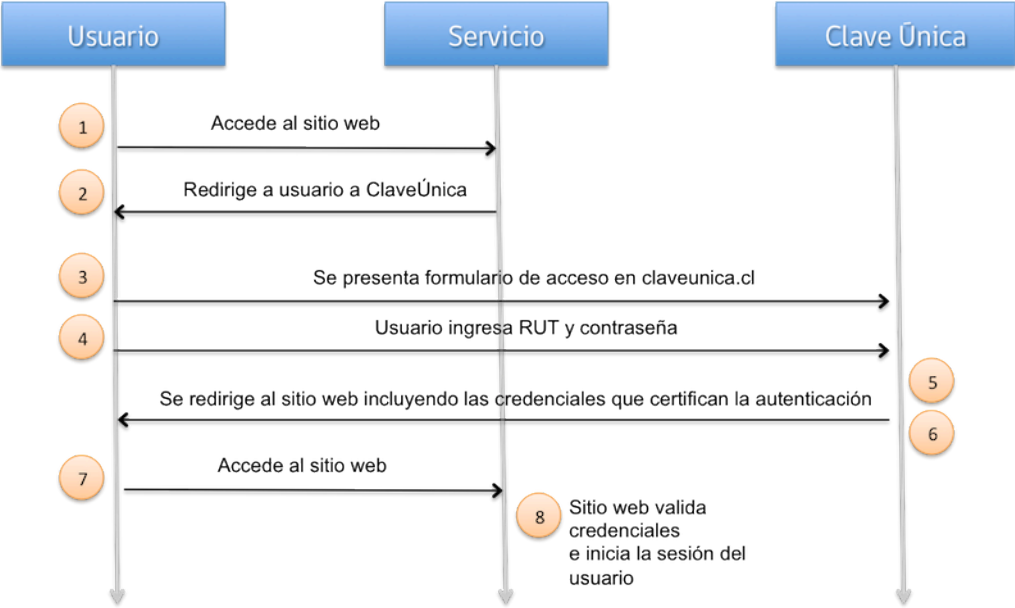 Usuario
Servicio
Clave Única
1
Accede al sitio web
2
Redirige a usuario a ClaveÚnica
3
Se presenta formulario de acceso en claveunica.cl
4
Usuario ingresa RUT y contraseña
5
Se redirige al sitio web incluyendo las credenciales que certifican la autenticación
6
7
Accede al sitio web
8
Sitio web valida
credenciales
e inicia la sesión del
usuario